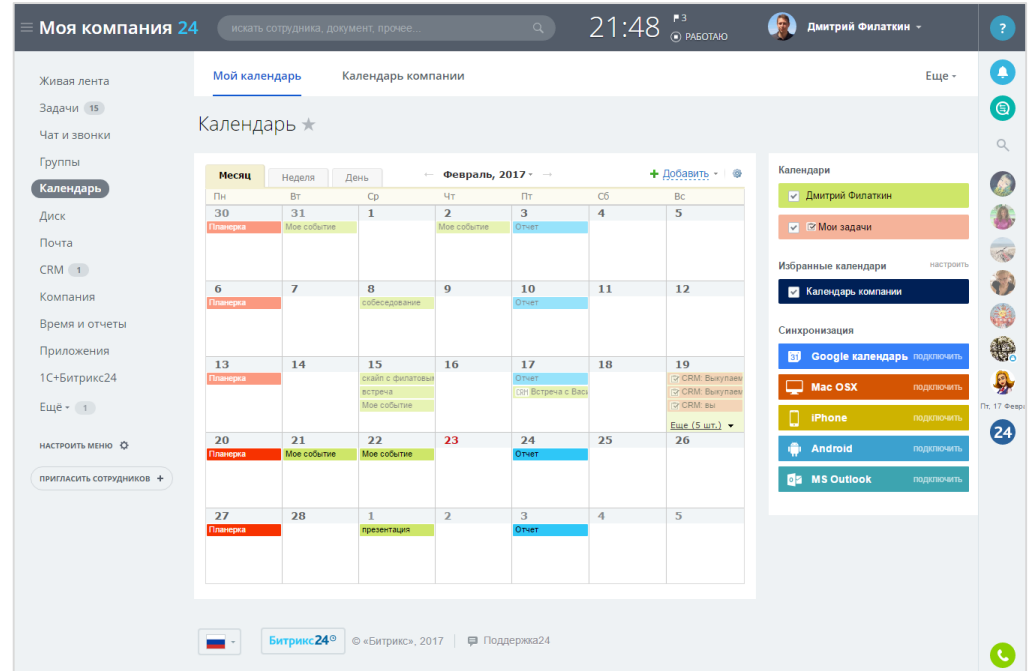 Моя компания 24
искать сотрудника, документ, прочее...
21:48
3
РАБОТАЮ
Дмитрий Филаткин
?
Живая лента
Задачи 15
Чат и звонки
Группы
Календарь
Диск
Почта
CRM 1
Компания
Время и отчеты
Приложения
1С+Битрикс24
Ещё 1
НАСТРОИТЬ МЕНЮ
ПРИГЛАСИТЬ СОТРУДНИКОВ +
Мой календарь Календарь компании Еще
Календарь
Месяц Неделя День ← Февраль, 2017 → + Добавить
Пн Вт Ср Чт Пт Сб Вс
30 31 1 2 3 4 5
Планерка Мое событие Мое событие Отчет
6 7 8 9 10 11 12
Планерка собеседование Отчет
13 14 15 16 17 18 19
Планерка скайп с филатовым Отчет CRM: Выкупаем
встреча CRM Встреча с Васи CRM: Выкупаем
Мое событие CRM: вы
Еще (5 шт.)
20 21 22 23 24 25 26
Планерка Мое событие Мое событие Отчет
27 28 1 2 3 4 5
Планерка презентация Отчет
Календари
Дмитрий Филаткин
Мои задачи
Избранные календари настроить
Календарь компании
Синхронизация
31 Google календарь подключить
Mac OSX подключить
iPhone подключить
Android подключить
MS Outlook подключить
Пт, 17 Февра
24
Битрикс24 © «Битрикс», 2017 Поддержка24